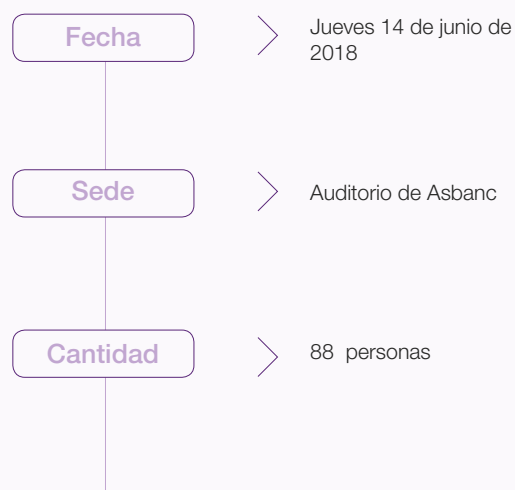 Fecha
Jueves 14 de junio de
2018
Sede
Auditorio de Asbanc
Cantidad
88 personas